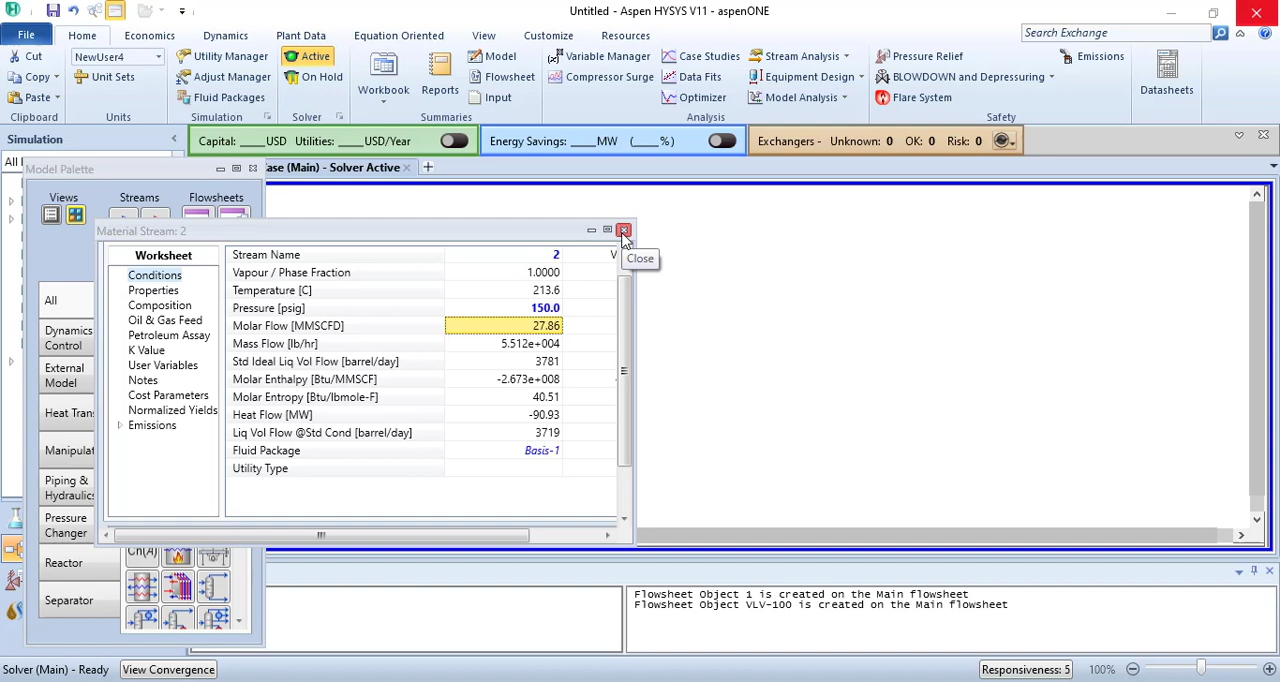 Untitled - Aspen HYSYS V11 - aspenONE
File Home Economics Dynamics Plant Data Equation Oriented View Customize Resources Search Exchange
Cut NewUser4 Utility Manager Active Model Variable Manager Case Studies Stream Analysis Pressure Relief Emissions
Copy Unit Sets Adjust Manager On Hold Flowsheet Compressor Surge Data Fits Equipment Design BLOWDOWN and Depressuring
Workbook Reports Datasheets
Paste Fluid Packages Input Optimizer Model Analysis Flare System
Clipboard Units Simulation Solver Summaries Analysis Safety
Simulation Capital: ____USD Utilities: ____USD/Year Energy Savings: ____MW (____%) Exchangers - Unknown: 0 OK: 0 Risk: 0
All
Model Palette ase (Main) - Solver Active
Views Streams Flowsheets
Material Stream: 2
Close
Worksheet
Conditions
Properties
Composition
Oil & Gas Feed
Petroleum Assay
K Value
User Variables
Notes
Cost Parameters
Normalized Yields
Emissions
Stream Name 2 V
Vapour / Phase Fraction 1.0000
Temperature [C] 213.6
Pressure [psig] 150.0
Molar Flow [MMSCFD] 27.86
Mass Flow [lb/hr] 5.512e+004
Std Ideal Liq Vol Flow [barrel/day] 3781
Molar Enthalpy [Btu/MMSCF] -2.673e+008
Molar Entropy [Btu/lbmole-F] 40.51
Heat Flow [MW] -90.93
Liq Vol Flow @Std Cond [barrel/day] 3719
Fluid Package Basis-1
Utility Type
All
Dynamics
Control
External
Model
Heat Trans
Manipulat
Piping &
Hydraulics
Pressure
Changer
Reactor
Separator
Flowsheet Object 1 is created on the Main flowsheet
Flowsheet Object VLV-100 is created on the Main flowsheet
Solver (Main) - Ready View Convergence Responsiveness: 5 100%